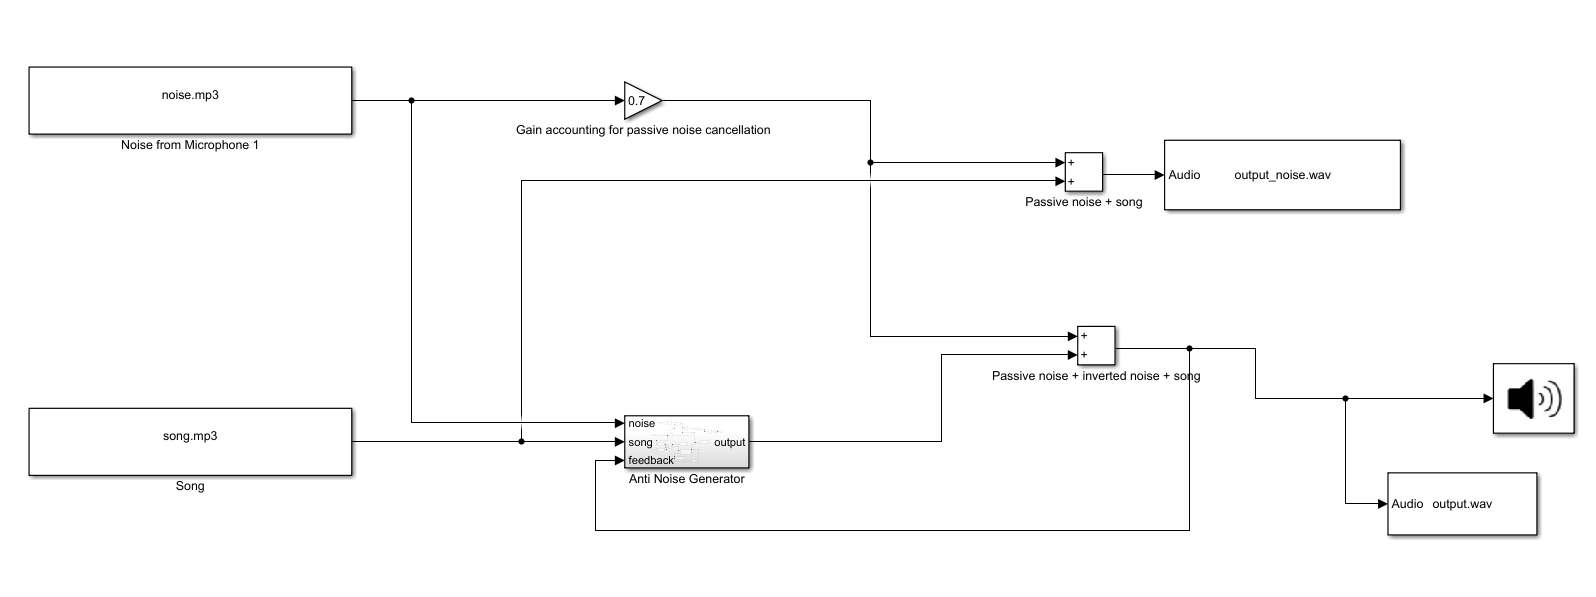 noise.mp3
Noise from Microphone 1
0.7
Gain accounting for passive noise cancellation
+
+
Passive noise + song
Audio output_noise.wav
+
+
Passive noise + inverted noise + song
song.mp3
Song
noise
song
feedback
output
Anti Noise Generator
Audio output.wav